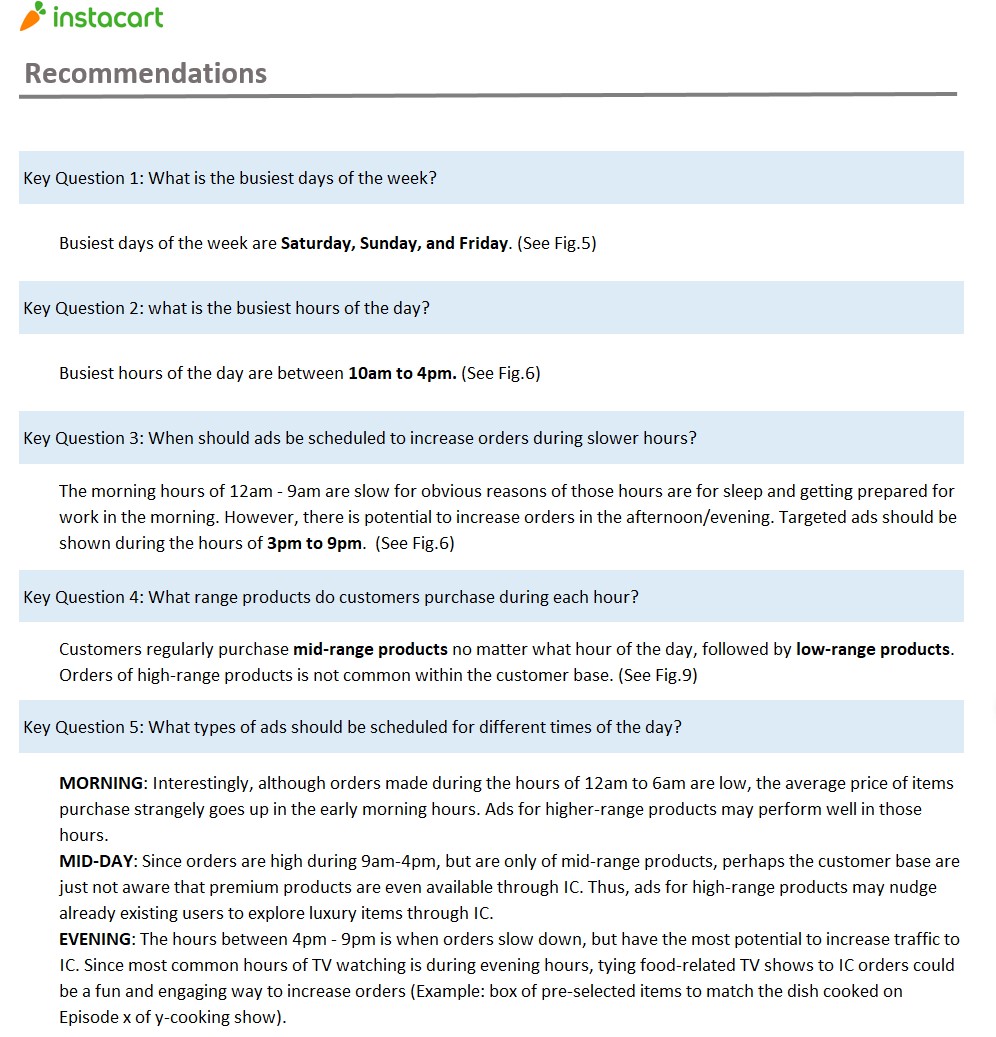 instacart
Recommendations
Key Question 1: What is the busiest days of the week?
Busiest days of the week are Saturday, Sunday, and Friday. (See Fig.5)
Key Question 2: what is the busiest hours of the day?
Busiest hours of the day are between 10am to 4pm. (See Fig.6)
Key Question 3: When should ads be scheduled to increase orders during slower hours?
The morning hours of 12am - 9am are slow for obvious reasons of those hours are for sleep and getting prepared for
work in the morning. However, there is potential to increase orders in the afternoon/evening. Targeted ads should be
shown during the hours of 3pm to 9pm.  (See Fig.6)
Key Question 4: What range products do customers purchase during each hour?
Customers regularly purchase mid-range products no matter what hour of the day, followed by low-range products.
Orders of high-range products is not common within the customer base. (See Fig.9)
Key Question 5: What types of ads should be scheduled for different times of the day?
MORNING: Interestingly, although orders made during the hours of 12am to 6am are low, the average price of items
purchase strangely goes up in the early morning hours. Ads for higher-range products may perform well in those
hours.
MID-DAY: Since orders are high during 9am-4pm, but are only of mid-range products, perhaps the customer base are
just not aware that premium products are even available through IC. Thus, ads for high-range products may nudge
already existing users to explore luxury items through IC.
EVENING: The hours between 4pm - 9pm is when orders slow down, but have the most potential to increase traffic to
IC. Since most common hours of TV watching is during evening hours, tying food-related TV shows to IC orders could
be a fun and engaging way to increase orders (Example: box of pre-selected items to match the dish cooked on
Episode x of y-cooking show).